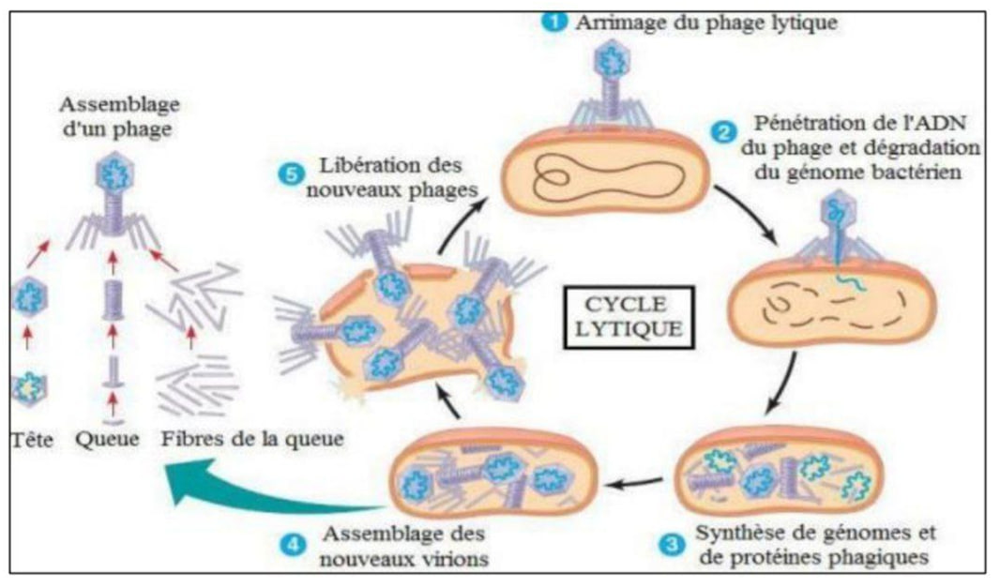 1 Arrimage du phage lytique
Assemblage
d'un phage
2 Pénétration de l'ADN
du phage et dégradation
du génome bactérien
5 Libération des
nouveaux phages
CYCLE
LYTIQUE
Tête Queue Fibres de la queue
4 Assemblage des
nouveaux virions
3 Synthèse de génomes et
de protéines phagiques